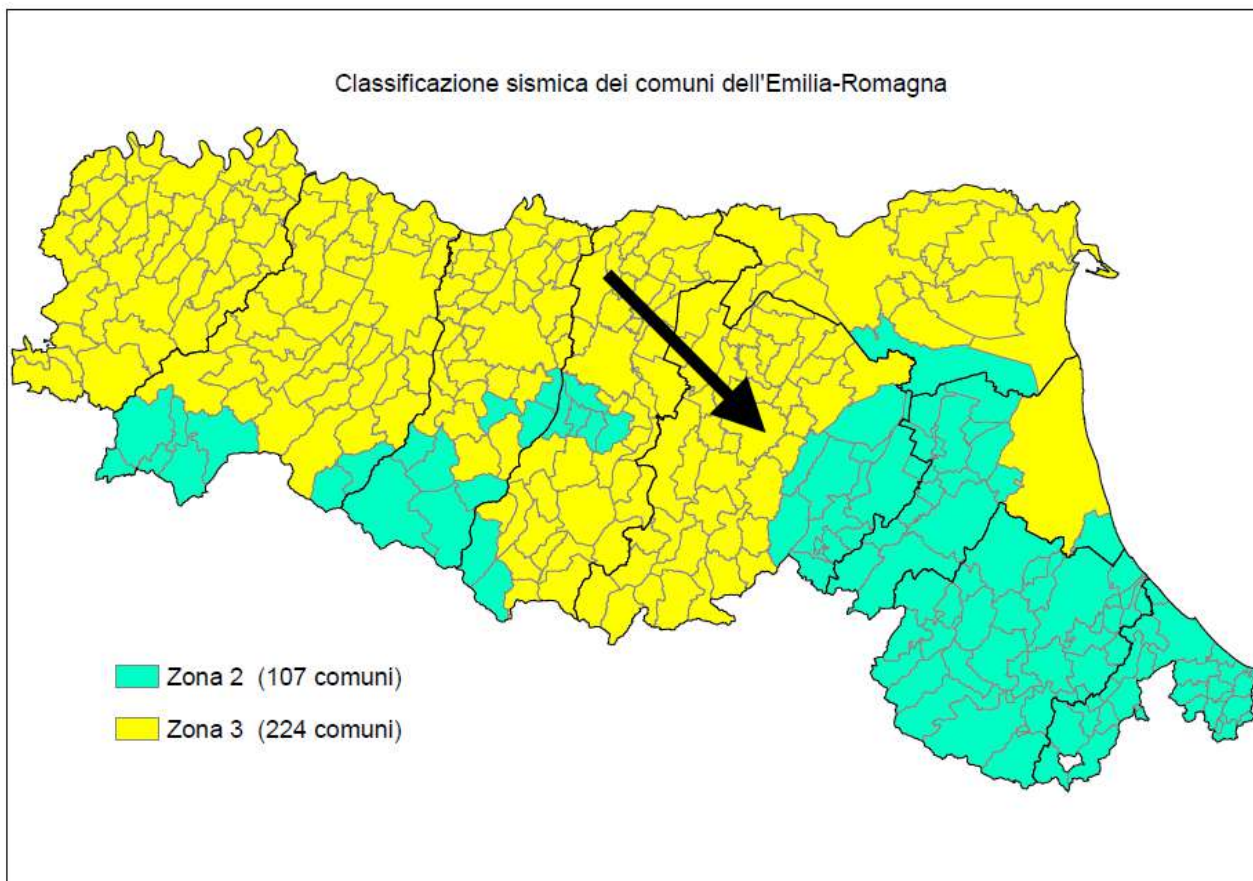 Classificazione sismica dei comuni dell'Emilia-Romagna
Zona 2 (107 comuni)
Zona 3 (224 comuni)